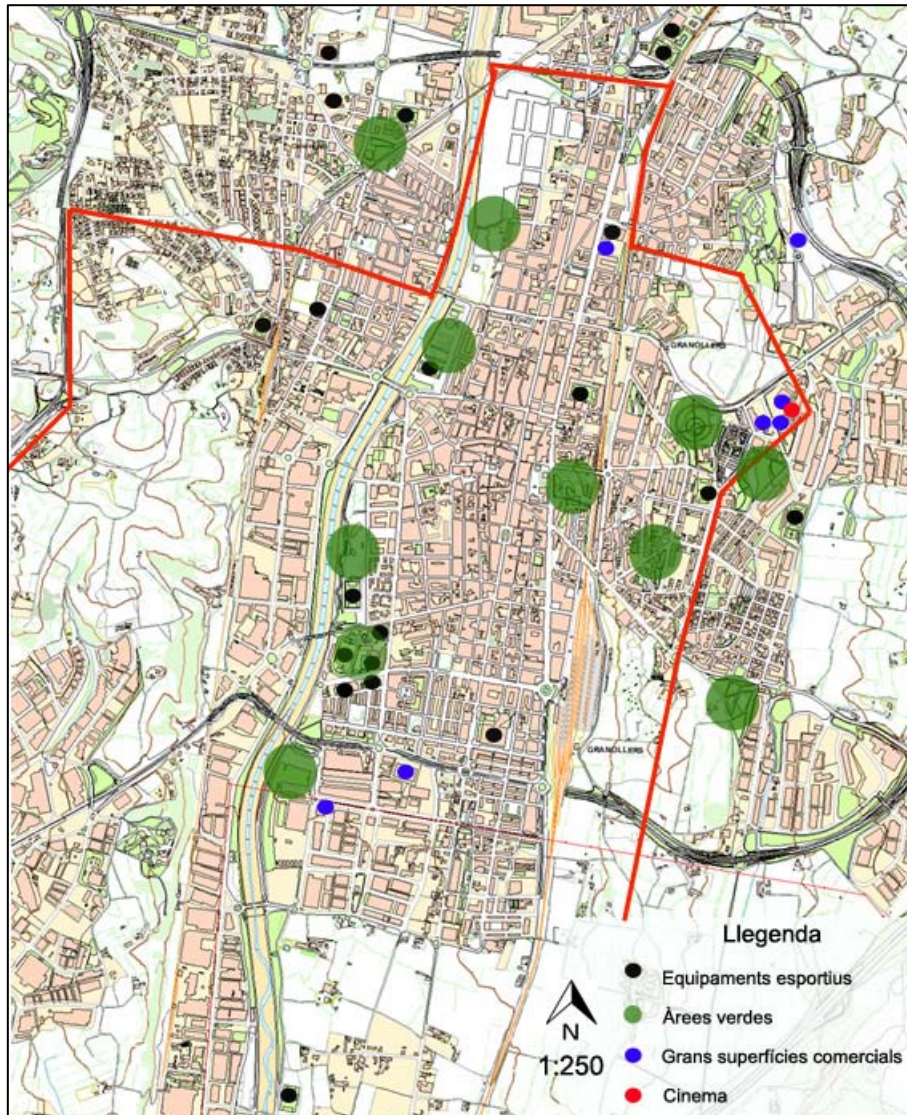 GRANOLLERS
GRANOLLERS
Llegenda
Equipaments esportius
Àrees verdes
Grans superfícies comercials
Cinema
N
1:250